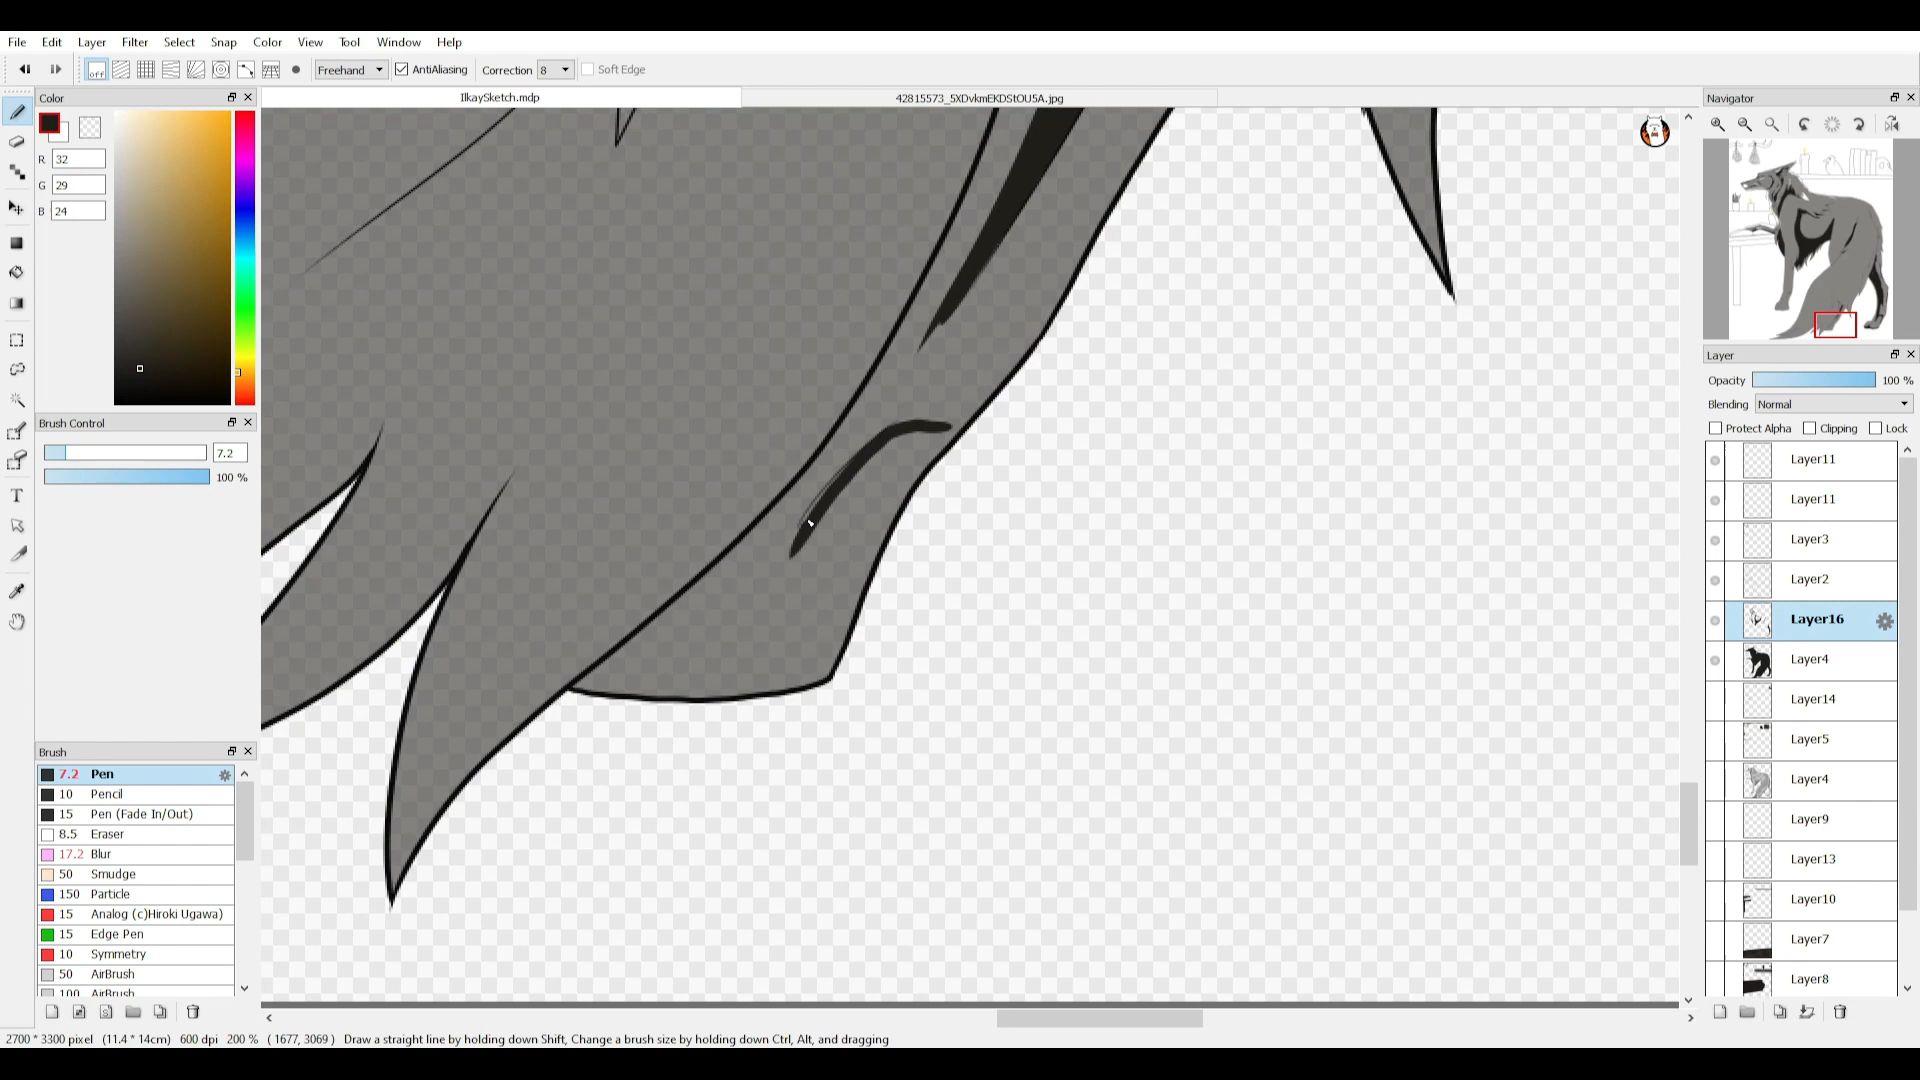 File Edit Layer Filter Select Snap Color View Tool Window Help
off Freehand AntiAliasing Correction 8 Soft Edge
Color
IlkaySketch.mdp
42815573_5XDvkmEKDStOU5A.jpg
Navigator
R 32
G 29
B 24
Layer
Opacity 100 %
Blending Normal
Protect Alpha Clipping Lock
Brush Control
7.2
100 %
Layer11
Layer11
Layer3
Layer2
Layer16
Layer4
Layer14
Layer5
Layer4
Layer9
Layer13
Layer10
Layer7
Layer8
Brush
7.2 Pen
10 Pencil
15 Pen (Fade In/Out)
8.5 Eraser
17.2 Blur
50 Smudge
150 Particle
15 Analog (c)Hiroki Ugawa)
15 Edge Pen
10 Symmetry
50 AirBrush
100 AirBrush
T
2700 * 3300 pixel (11.4 * 14cm) 600 dpi 200 % ( 1677, 3069 ) Draw a straight line by holding down Shift, Change a brush size by holding down Ctrl, Alt, and dragging